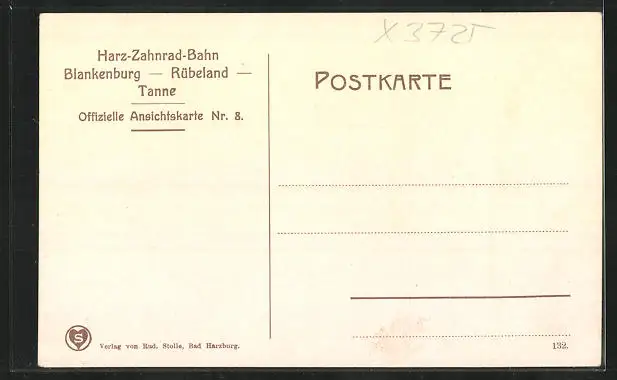 X 3725
Harz-Zahnrad-Bahn
Blankenburg — Rübeland —
Tanne
Offizielle Ansichtskarte Nr. 8.
POSTKARTE
S
Verlag von Rud. Stolle, Bad Harzburg.
132.